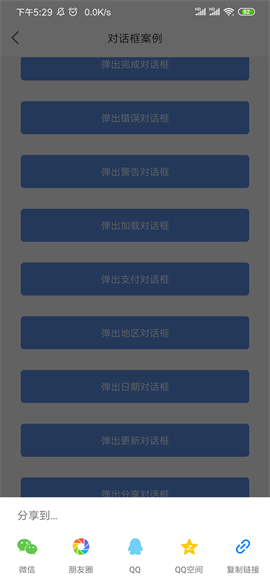 下午5:29 0.0K/s 82
对话框案例
弹出完成对话框
弹出错误对话框
弹出警告对话框
弹出加载对话框
弹出支付对话框
弹出地区对话框
弹出日期对话框
弹出更新对话框
弹出分享对话框
分享到...
微信 朋友圈 QQ QQ空间 复制链接